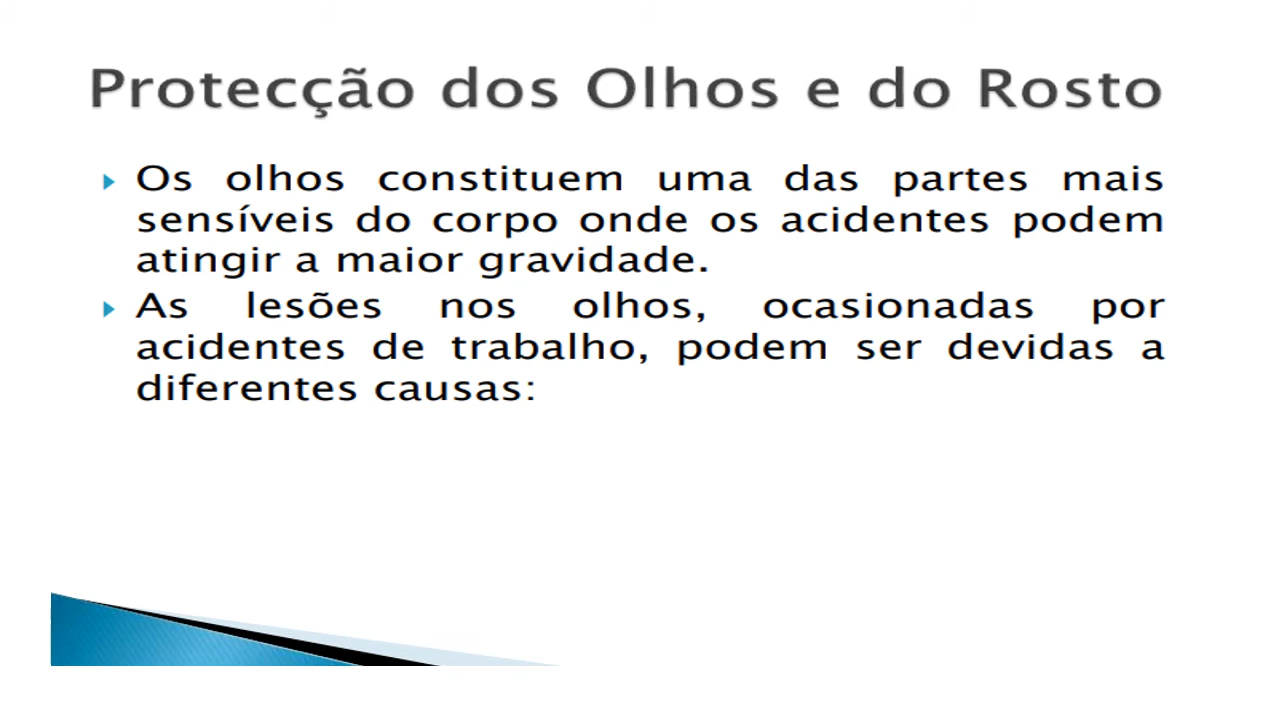 Protecção dos Olhos e do Rosto
Os olhos constituem uma das partes mais
sensíveis do corpo onde os acidentes podem
atingir a maior gravidade.
As lesões nos olhos, ocasionadas por
acidentes de trabalho, podem ser devidas a
diferentes causas: